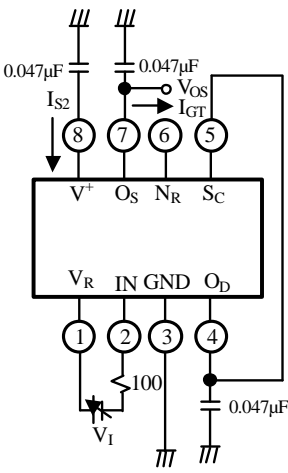 0.047μF
0.047μF
V_OS
I_S2
I_GT
8
7
6
5
V⁺
O_S
N_R
S_C
V_R
IN
GND
O_D
1
2
3
4
100
V_I
0.047μF